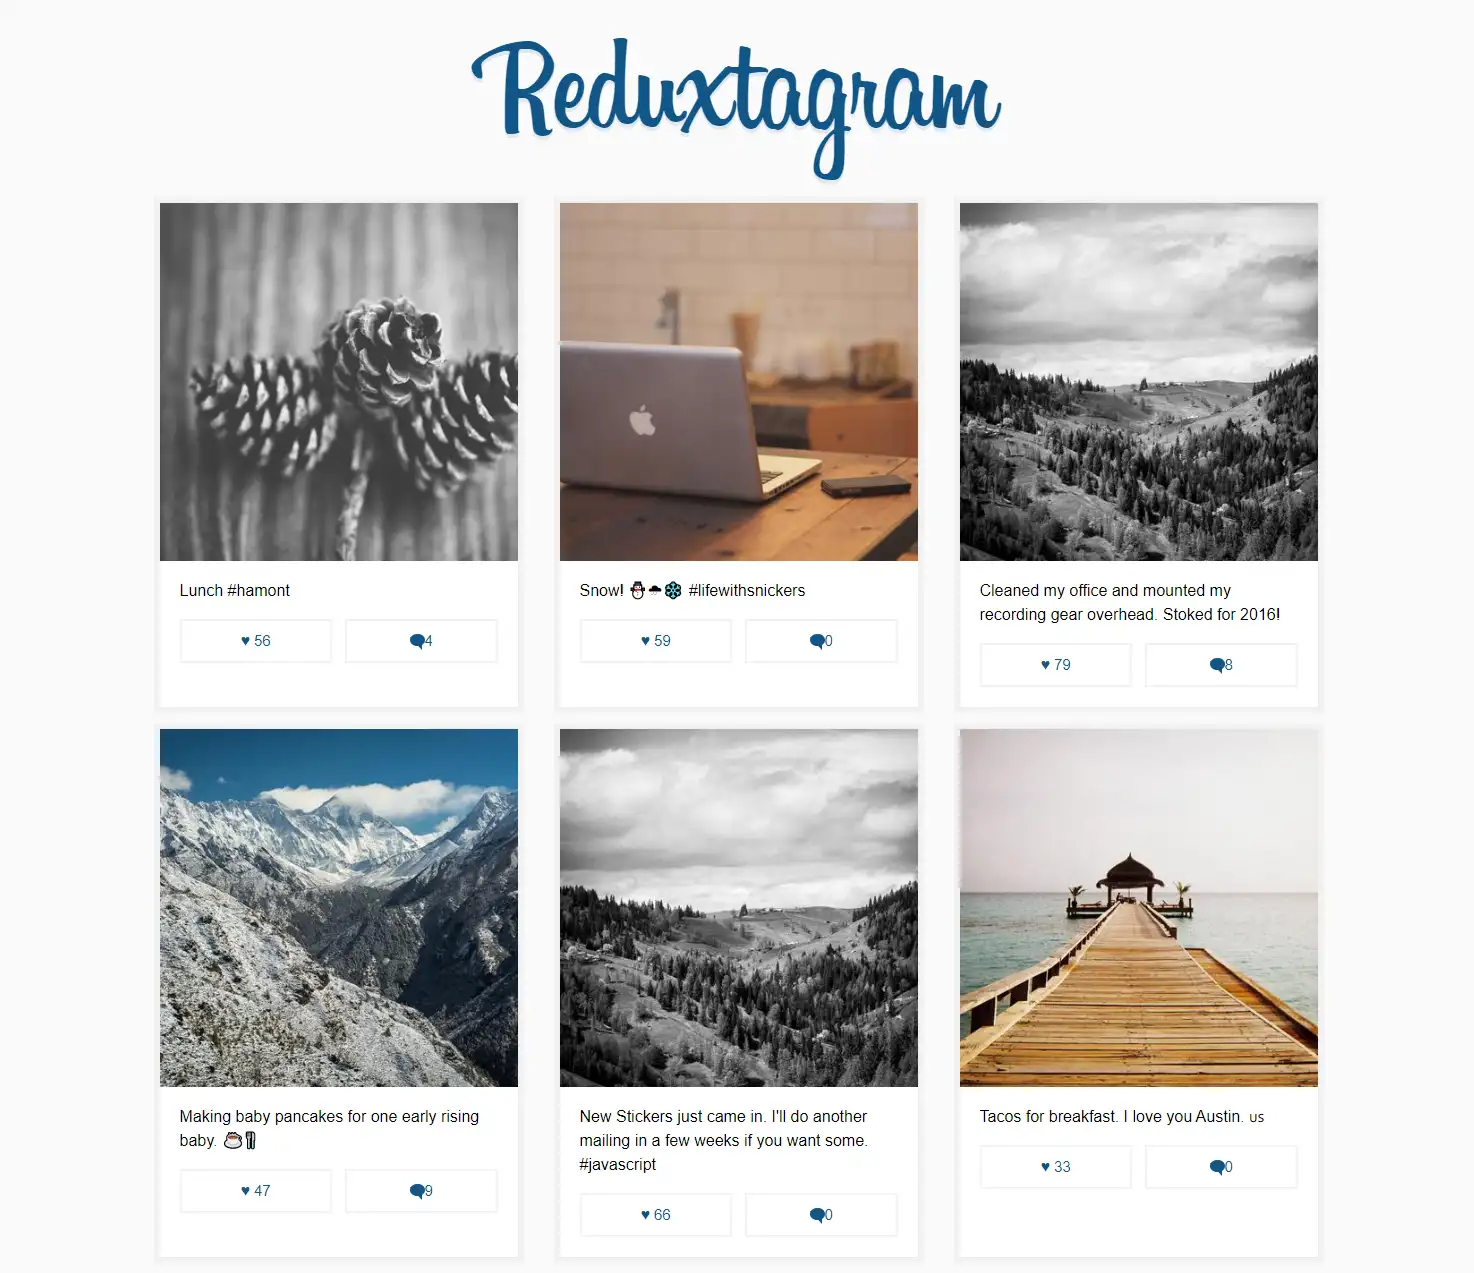 Reduxtagram
Lunch #hamont
♥ 56
4
Snow! ⛄🌨❄ #lifewithsnickers
♥ 59
0
Cleaned my office and mounted my
recording gear overhead. Stoked for 2016!
♥ 79
8
Making baby pancakes for one early rising
baby. ☕🍴
♥ 47
9
New Stickers just came in. I'll do another
mailing in a few weeks if you want some.
#javascript
♥ 66
0
Tacos for breakfast. I love you Austin. US
♥ 33
0